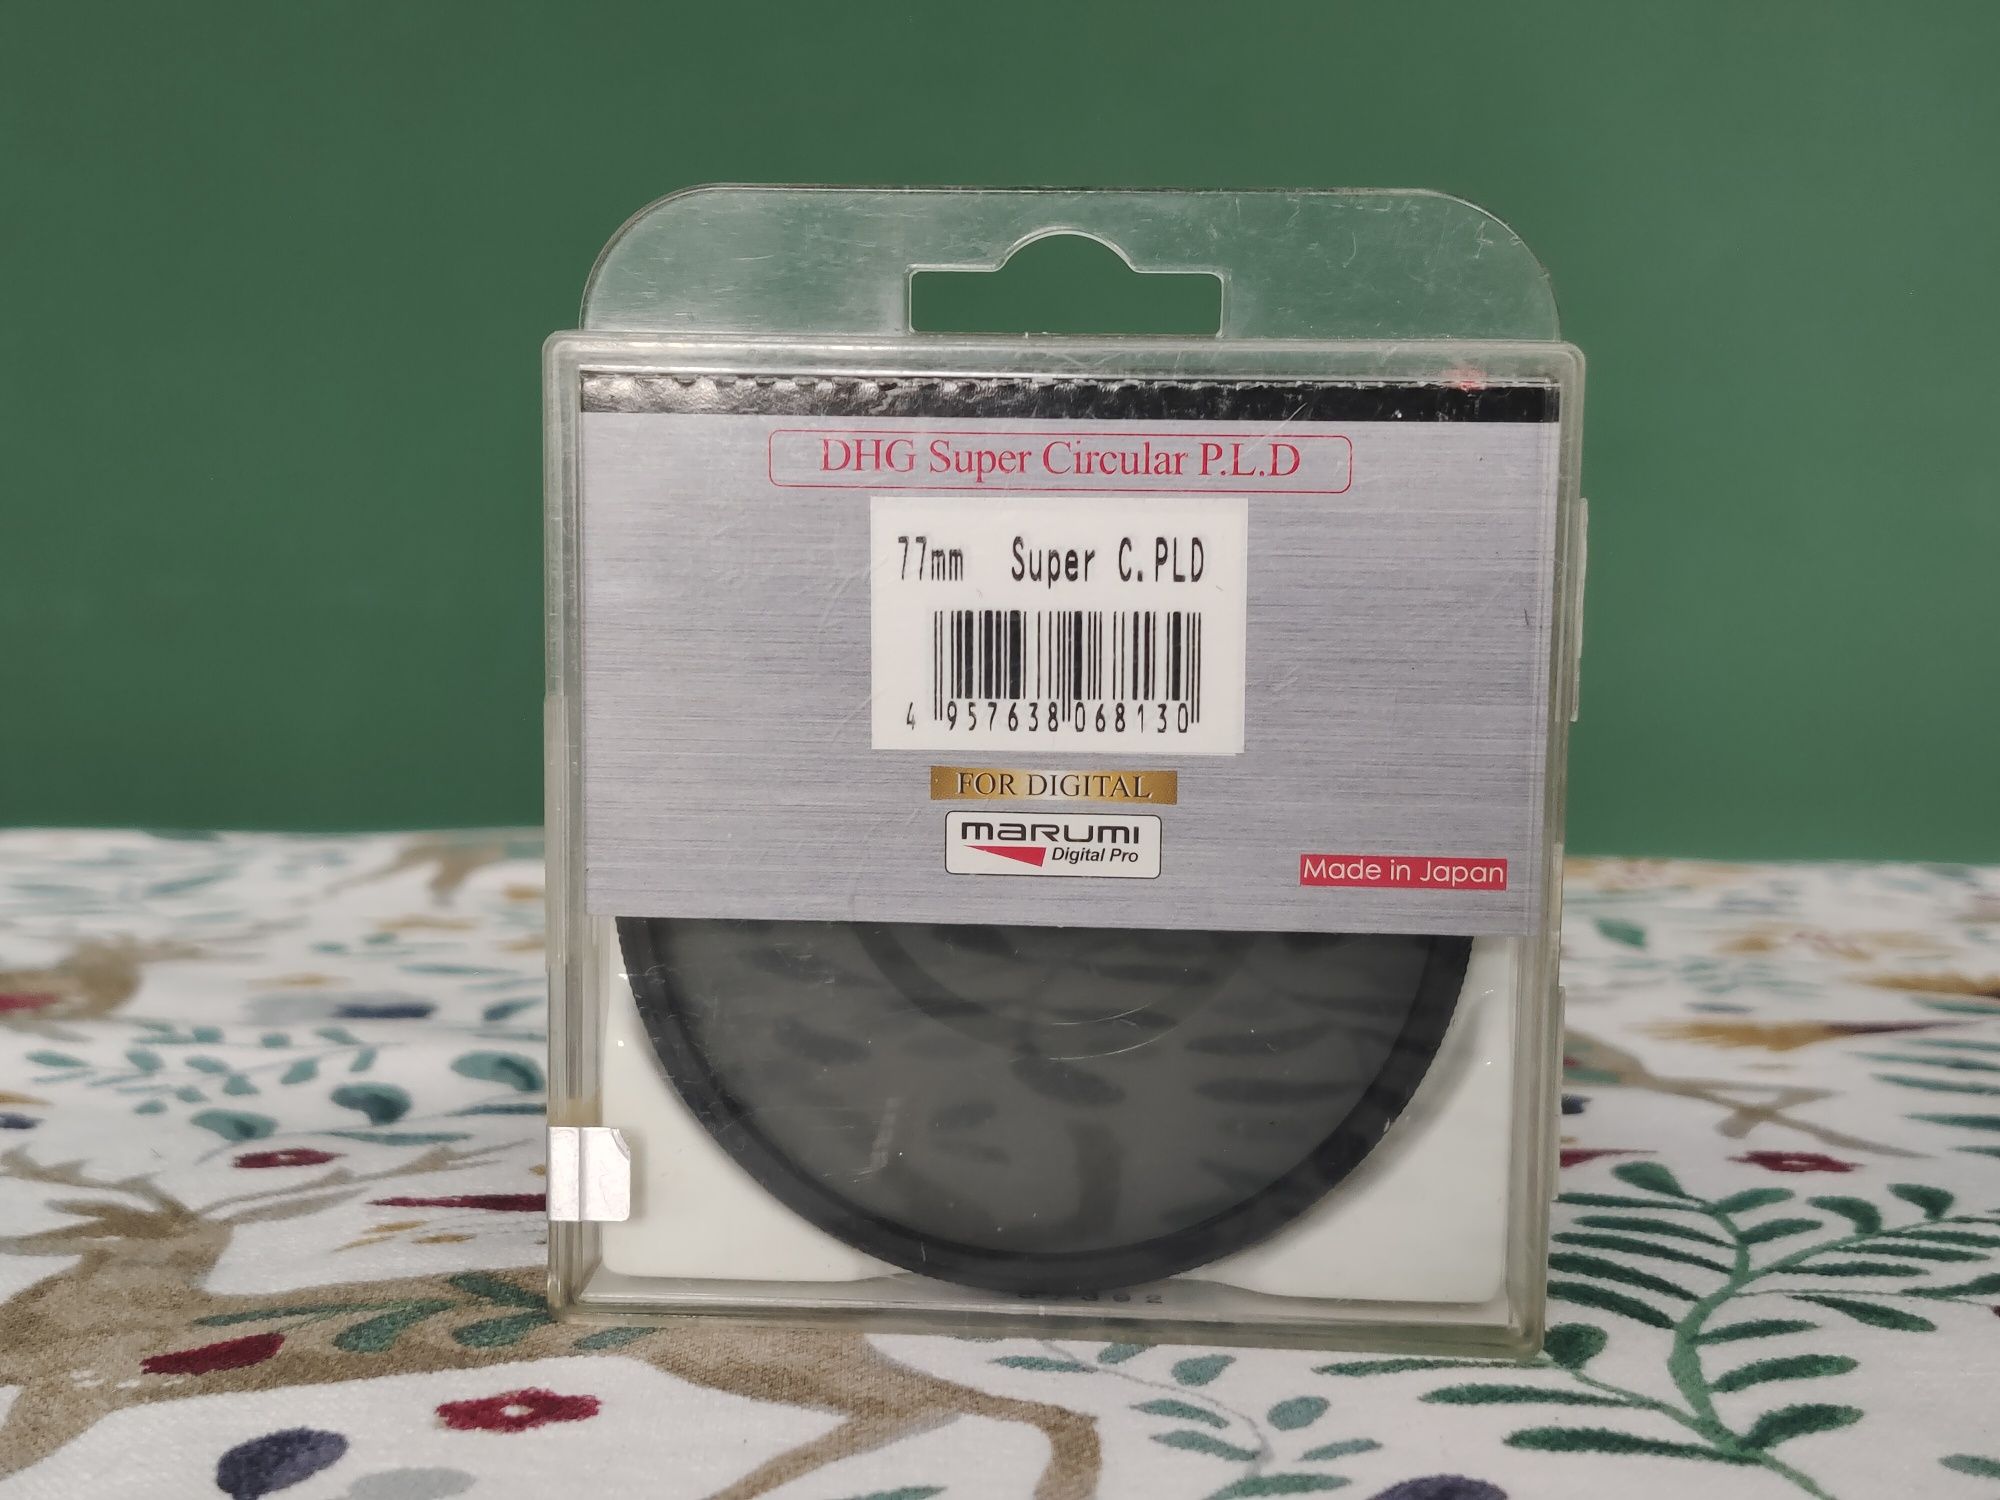 DHG Super Circular P.L.D
77mm Super C.PLD
4 957638 068130
FOR DIGITAL
marumi
Digital Pro
Made in Japan